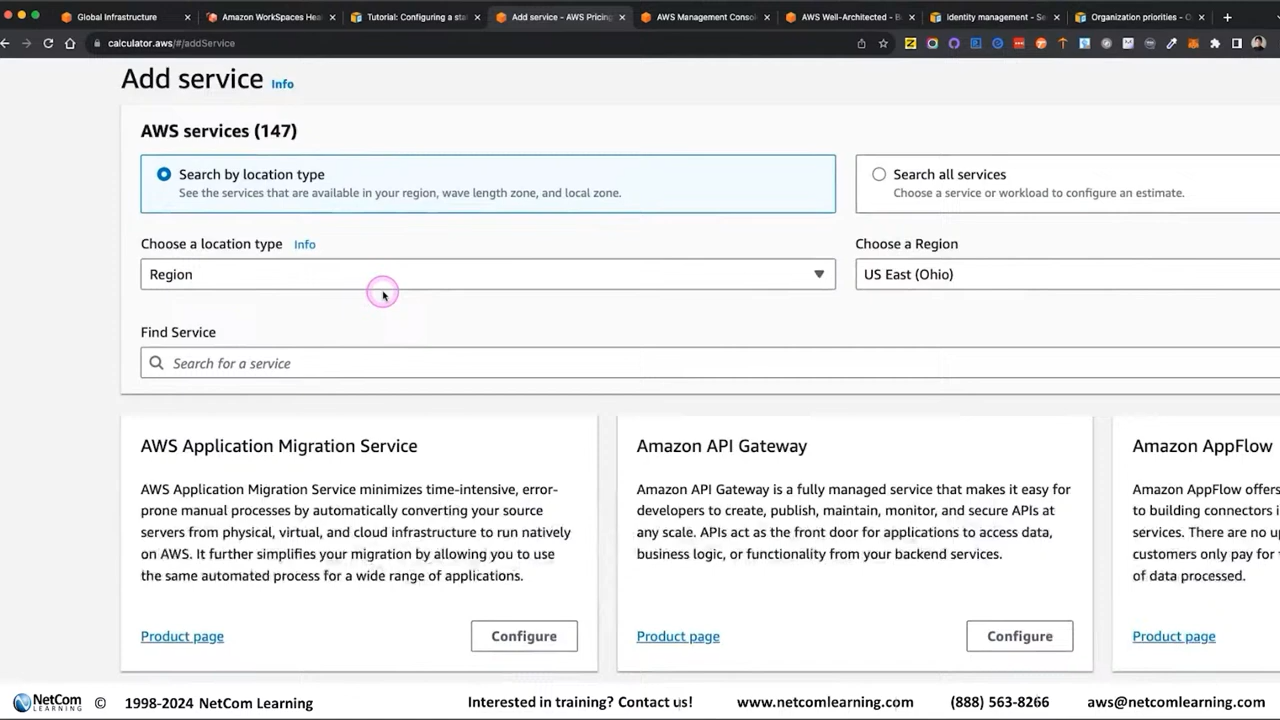 Global Infrastructure
Amazon WorkSpaces Hea
Tutorial: Configuring a sta
Add service - AWS Pricing
AWS Management Consol
AWS Well-Architected - B
Identity management - Se
Organization priorities - O
calculator.aws/#/addService
Add service Info
AWS services (147)
Search by location type
See the services that are available in your region, wave length zone, and local zone.
Search all services
Choose a service or workload to configure an estimate.
Choose a location type Info
Choose a Region
Region
US East (Ohio)
Find Service
Search for a service
AWS Application Migration Service
AWS Application Migration Service minimizes time-intensive, error-
prone manual processes by automatically converting your source
servers from physical, virtual, and cloud infrastructure to run natively
on AWS. It further simplifies your migration by allowing you to use
the same automated process for a wide range of applications.
Product page
Configure
Amazon API Gateway
Amazon API Gateway is a fully managed service that makes it easy for
developers to create, publish, maintain, monitor, and secure APIs at
any scale. APIs act as the front door for applications to access data,
business logic, or functionality from your backend services.
Product page
Configure
Amazon AppFlow
Amazon AppFlow offers
to building connectors i
services. There are no u
customers only pay for
of data processed.
Product page
NetCom
LEARNING
© 1998-2024 NetCom Learning
Interested in training? Contact us!
www.netcomlearning.com
(888) 563-8266
aws@netcomlearning.com